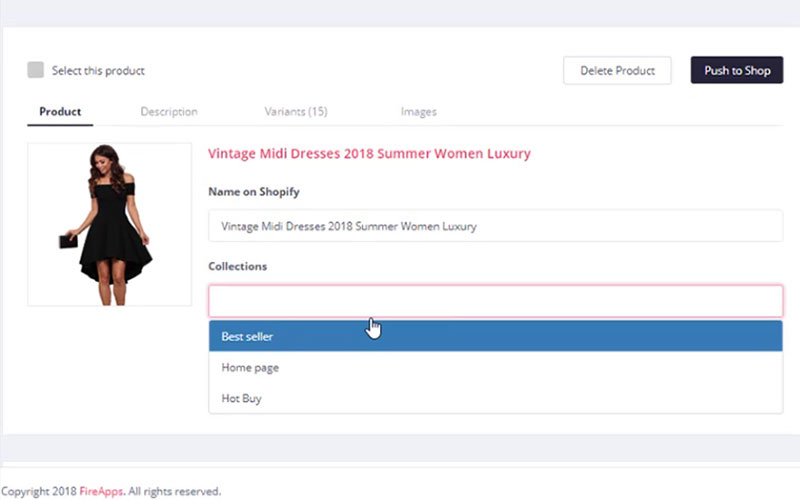 Select this product
Delete Product
Push to Shop
Product
Description
Variants (15)
Images
Vintage Midi Dresses 2018 Summer Women Luxury
Name on Shopify
Vintage Midi Dresses 2018 Summer Women Luxury
Collections
Best seller
Home page
Hot Buy
Copyright 2018 FireApps. All rights reserved.